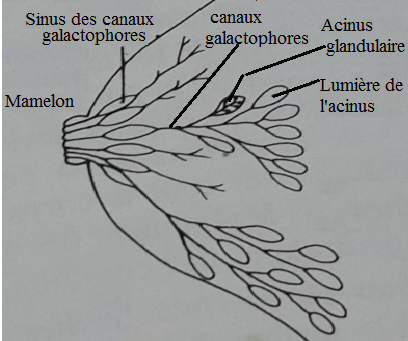 Sinus des canaux
galactophores
canaux
galactophores
Acinus
glandulaire
Lumière de
l'acinus
Mamelon